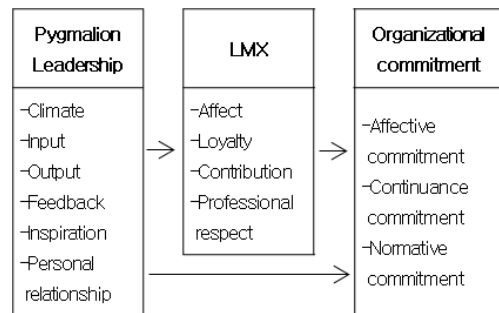 Pygmalion
Leadership
-Climate
-Input
-Output
-Feedback
-Inspiration
-Personal
relationship
LMX
-Affect
-Loyalty
-Contribution
-Professional
respect
Organizational
commitment
-Affective
commitment
-Continuance
commitment
-Normative
commitment